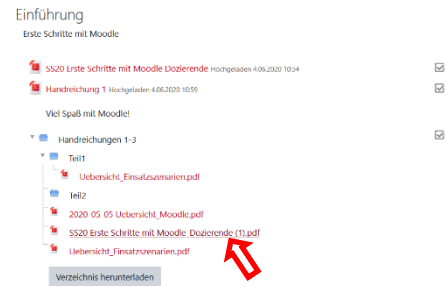 Einführung
Erste Schritte mit Moodle
SS20 Erste Schritte mit Moodle Dozierende Hochgeladen 4.06.2020 10:54
Handreichung 1 Hochgeladen 4.06.2020 10:59
Viel Spaß mit Moodle!
Handreichungen 1-3
Teil1
Uebersicht_Einsatzszenarien.pdf
Teil2
2020-05-05 Uebersicht_Moodle.pdf
SS20 Erste Schritte mit Moodle_Dozierende (1).pdf
Uebersicht_Einsatzszenarien.pdf
Verzeichnis herunterladen